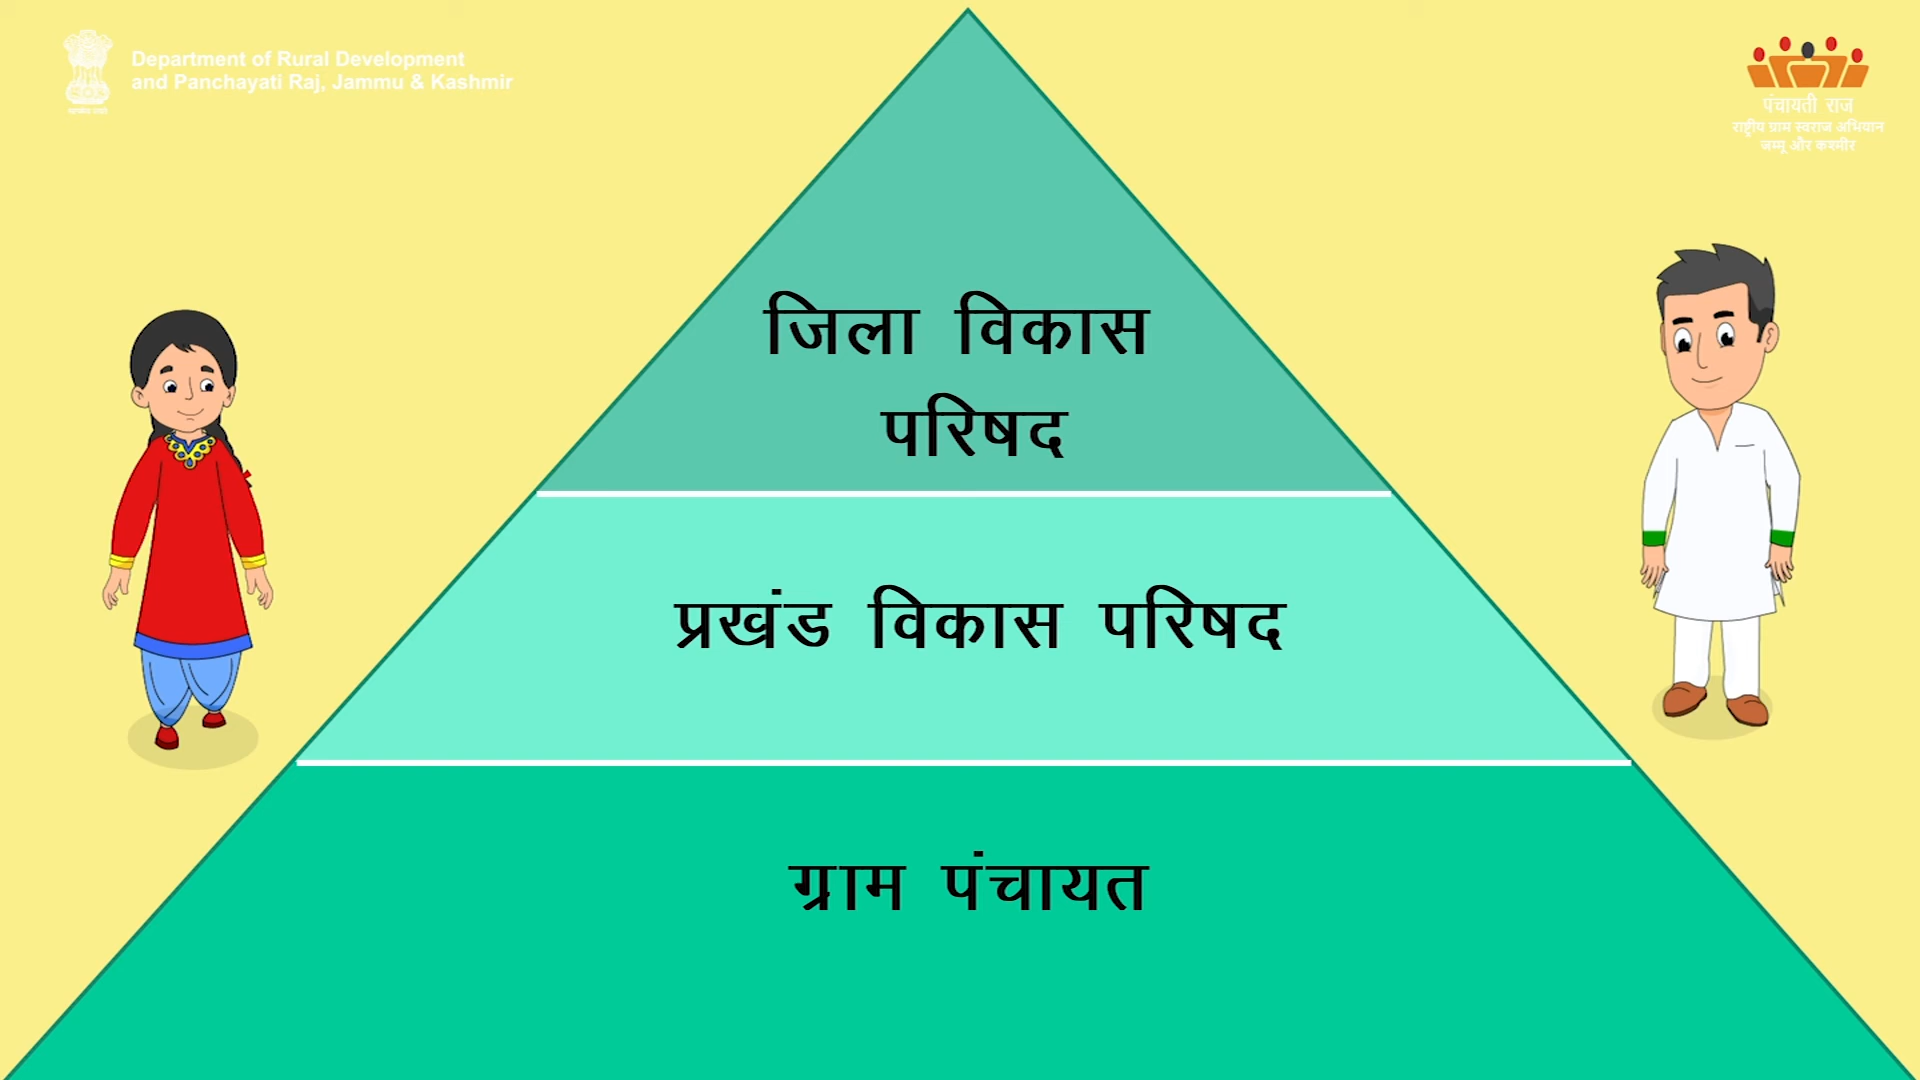 Department of Rural Development
and Panchayati Raj, Jammu & Kashmir
पंचायती राज
राष्ट्रीय ग्राम स्वराज अभियान
जम्मू और कश्मीर
जिला विकास
परिषद
प्रखंड विकास परिषद
ग्राम पंचायत